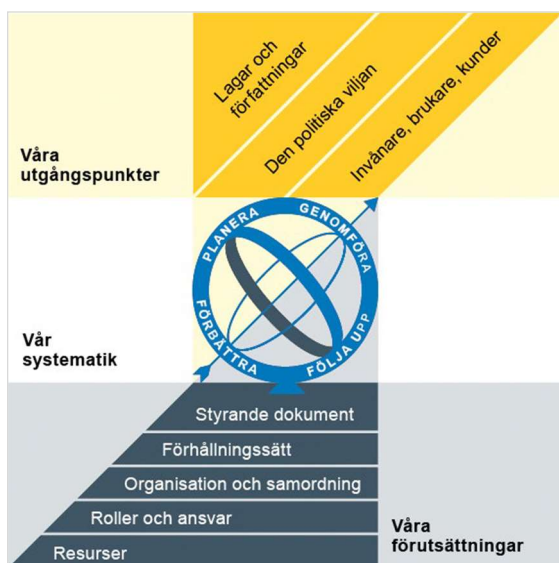 Lagar och
författningar
Den politiska viljan
Invånare, brukare, kunder
Våra
utgångspunkter
PLANERA
GENOMFÖRA
FÖRBÄTTRA
FÖLJA UPP
Vår
systematik
Styrande dokument
Förhållningssätt
Organisation och samordning
Roller och ansvar
Resurser
Våra
förutsättningar